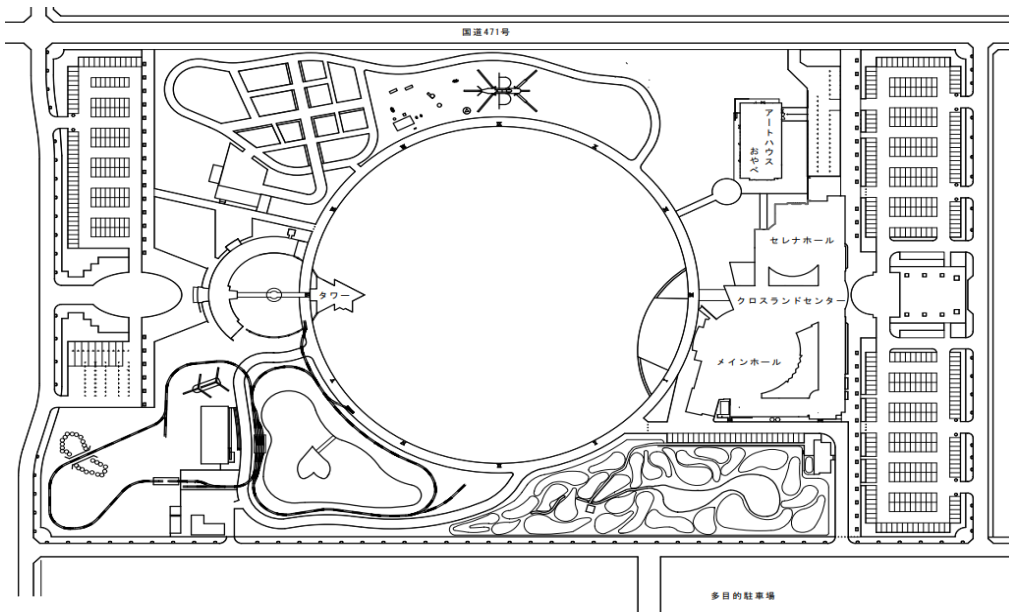 国道471号
アートハウス
おやべ
セレナホール
タワー
クロスランドセンター
メインホール
多目的駐車場